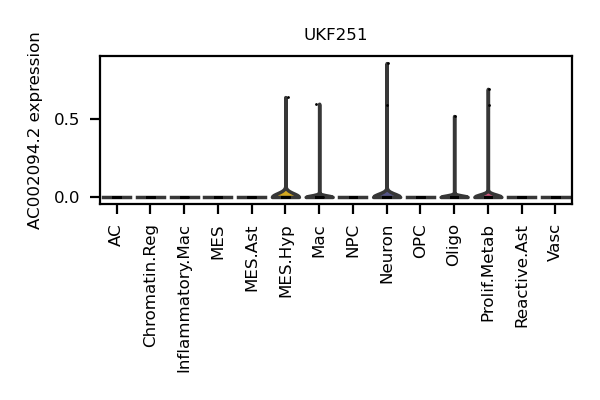 UKF251
AC002094.2 expression
0.5
0.0
AC
Chromatin.Reg
Inflammatory.Mac
MES
MES.Ast
MES.Hyp
Mac
NPC
Neuron
OPC
Oligo
Prolif.Metab
Reactive.Ast
Vasc